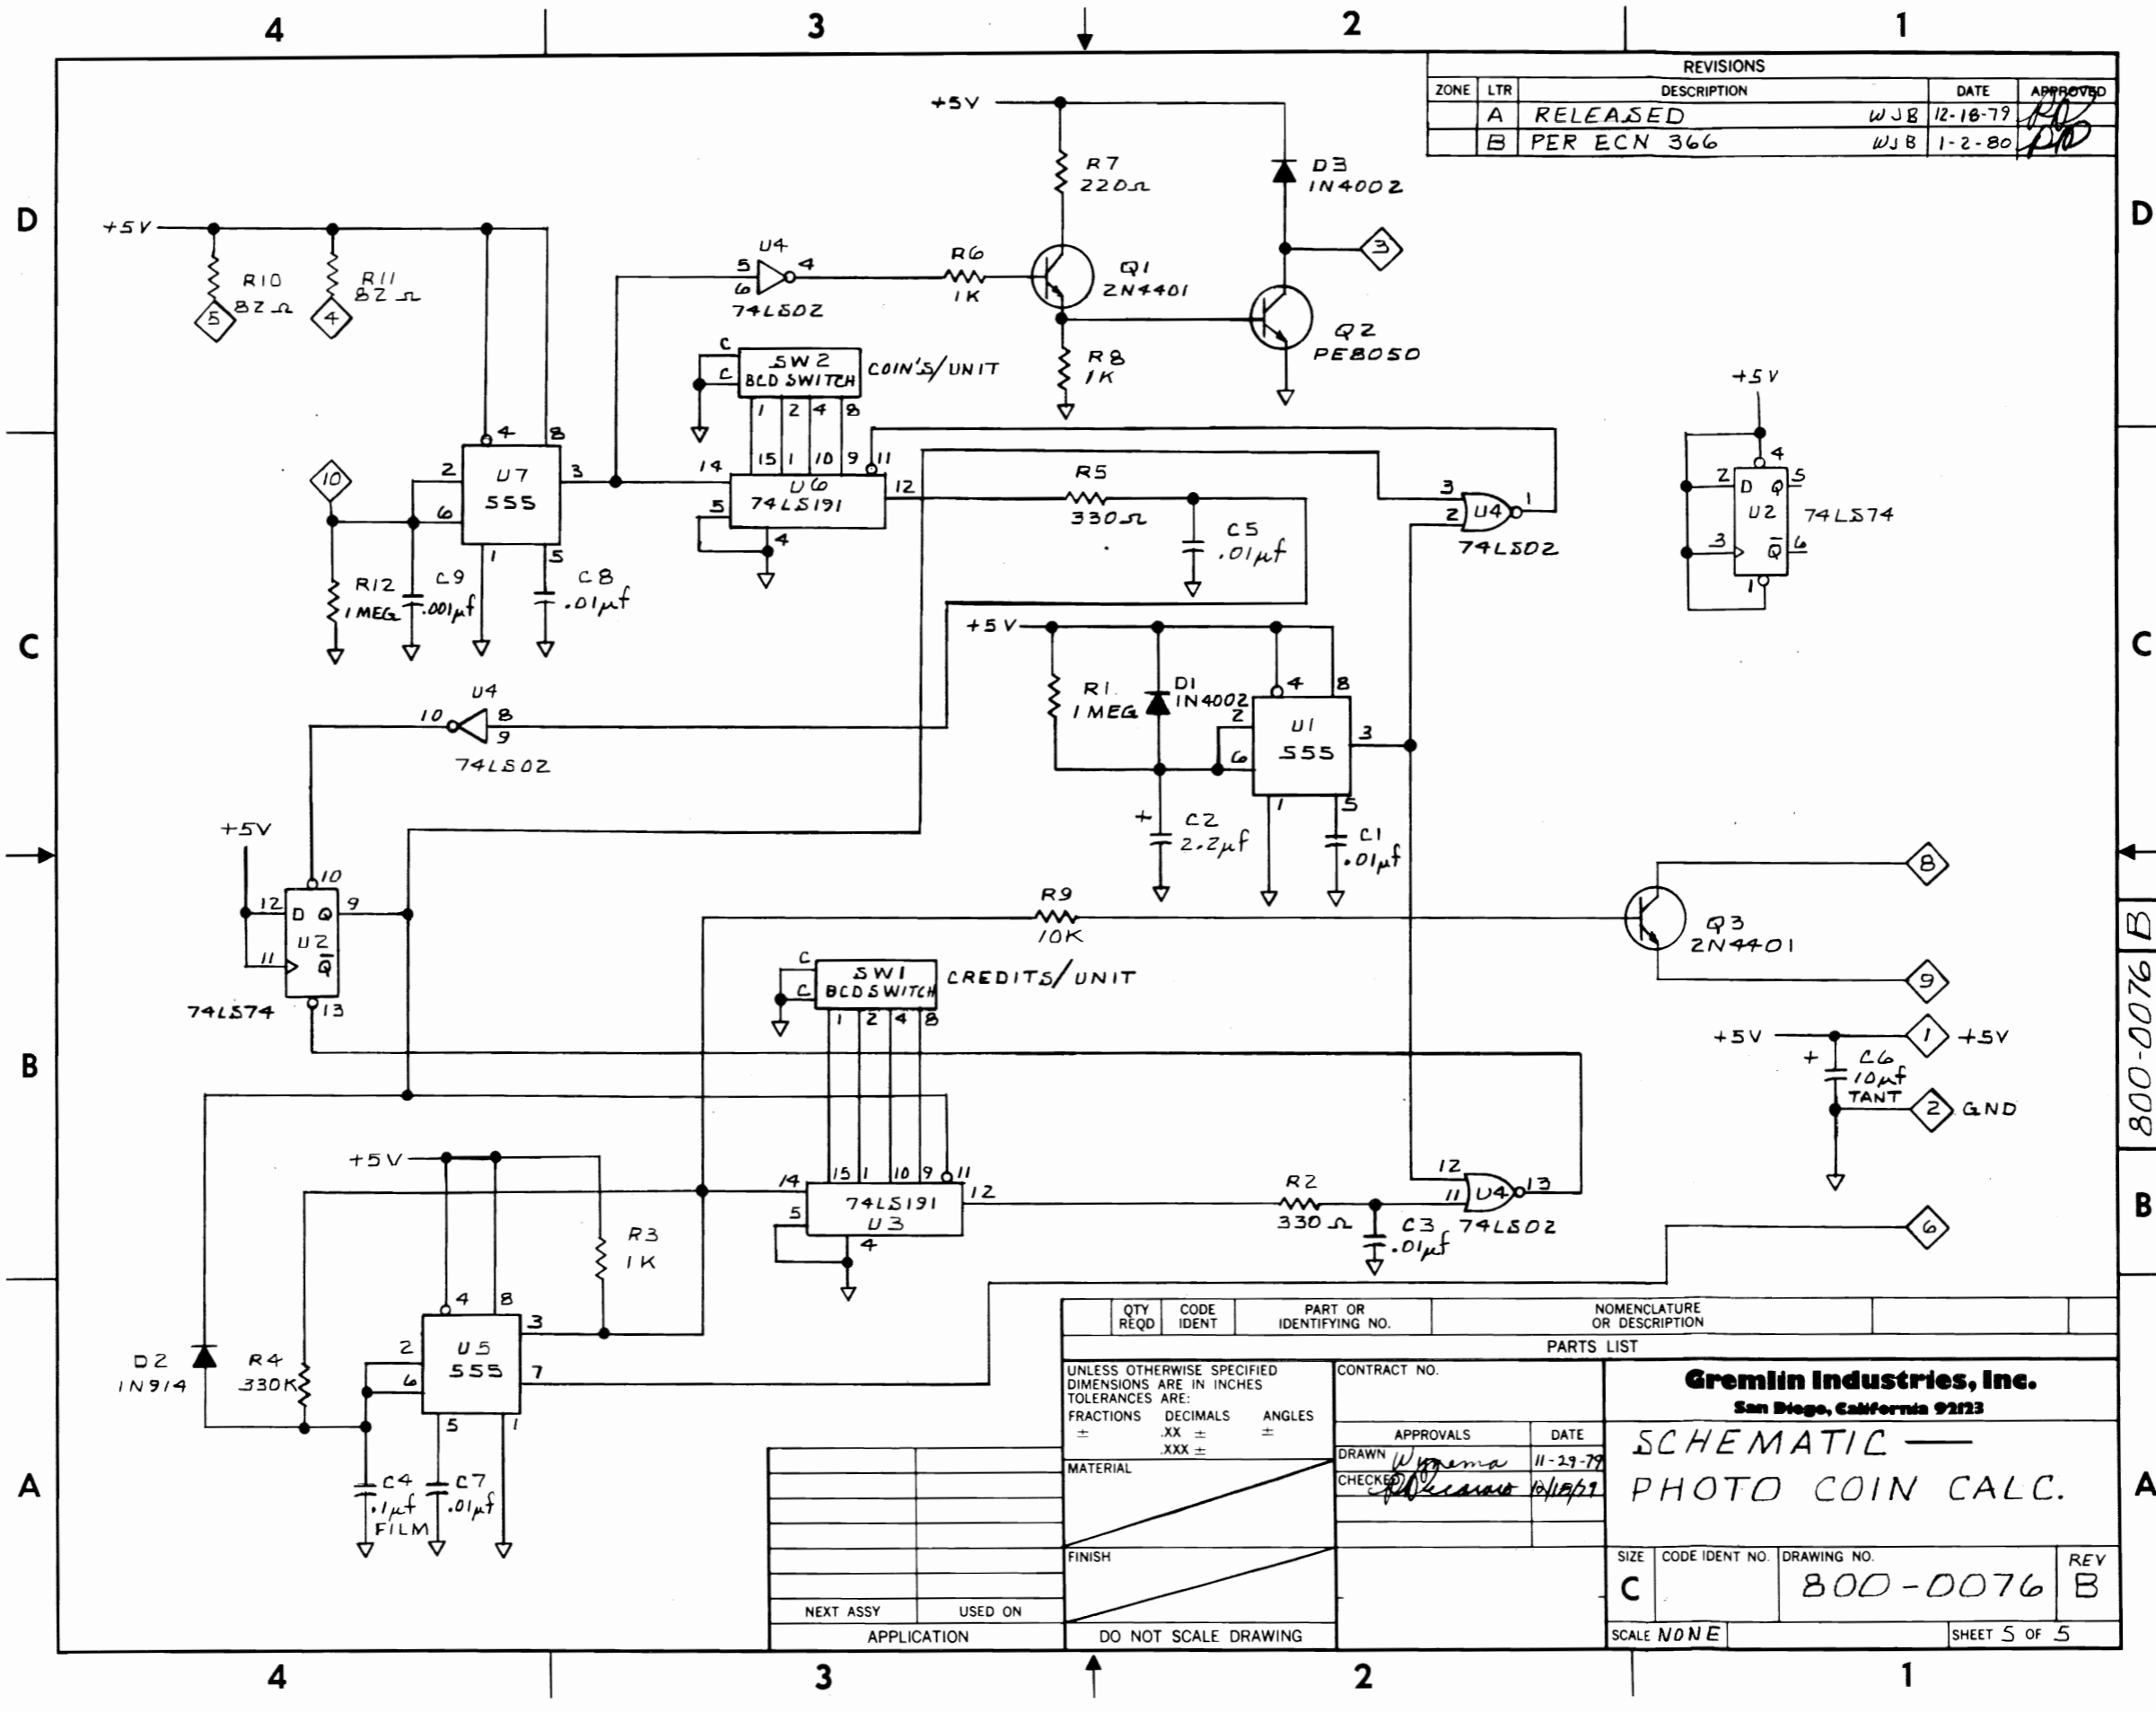 4 3 2 1
REVISIONS
ZONE LTR DESCRIPTION DATE APPROVED
A RELEASED WJB 12-18-79
B PER ECN 366 WJB 1-2-80
D D
+5V
R7
220Ω
D3
1N4002
3
+5V
R10
82Ω
5
R11
82Ω
4
U4
5
6
4
74LS02
R6
1K
Q1
2N4401
Q2
PE8050
R8
1K
C
C
SW2
BCD SWITCH
COIN'S/UNIT
1 2 4 8
+5V
4
2 D Q 5
U2
74LS74
3 Q̅ 6
1
10
4 8
2 U7 3
555
6
1 5
R12
1 MEG
C9
.001µf
C8
.01µf
14 15 1 10 9 11
U6
74LS191
12
5
4
R5
330Ω
C5
.01µf
3
2
U4
1
74LS02
C C
+5V
R1
1 MEG
D1
1N4002
4 8
2 U1 3
555
6
1 5
+
C2
2.2µf
C1
.01µf
U4
10 8
9
74LS02
+5V
10
12 D Q 9
U2
11 Q̅
74LS74
13
R9
10K
8
Q3
2N4401
9
C
C
SW1
BCD SWITCH
CREDITS/UNIT
1 2 4 8
+5V 1 +5V
+
C6
10µf
TANT
2 GND
B B
800-0076 B
+5V
14 15 1 10 9 11
74LS191
U3
12
5
4
R2
330Ω
C3
.01µf
12
11
U4
13
74LS02
6
R3
1K
4 8
2 U5 3
555
6 7
5 1
D2
1N914
R4
330K
C4
.1µf
FILM
C7
.01µf
A A
QTY REQD CODE IDENT PART OR IDENTIFYING NO. NOMENCLATURE OR DESCRIPTION
PARTS LIST
UNLESS OTHERWISE SPECIFIED
DIMENSIONS ARE IN INCHES
TOLERANCES ARE:
FRACTIONS DECIMALS ANGLES
± .XX ± ±
.XXX ±
MATERIAL
FINISH
DO NOT SCALE DRAWING
CONTRACT NO.
APPROVALS DATE
DRAWN 11-29-79
CHECKED 12/18/79
NEXT ASSY USED ON
APPLICATION
Gremlin Industries, Inc.
San Diego, California 92123
SCHEMATIC —
PHOTO COIN CALC.
SIZE CODE IDENT NO. DRAWING NO. REV
C 800-0076 B
SCALE NONE SHEET 5 OF 5
4 3 2 1